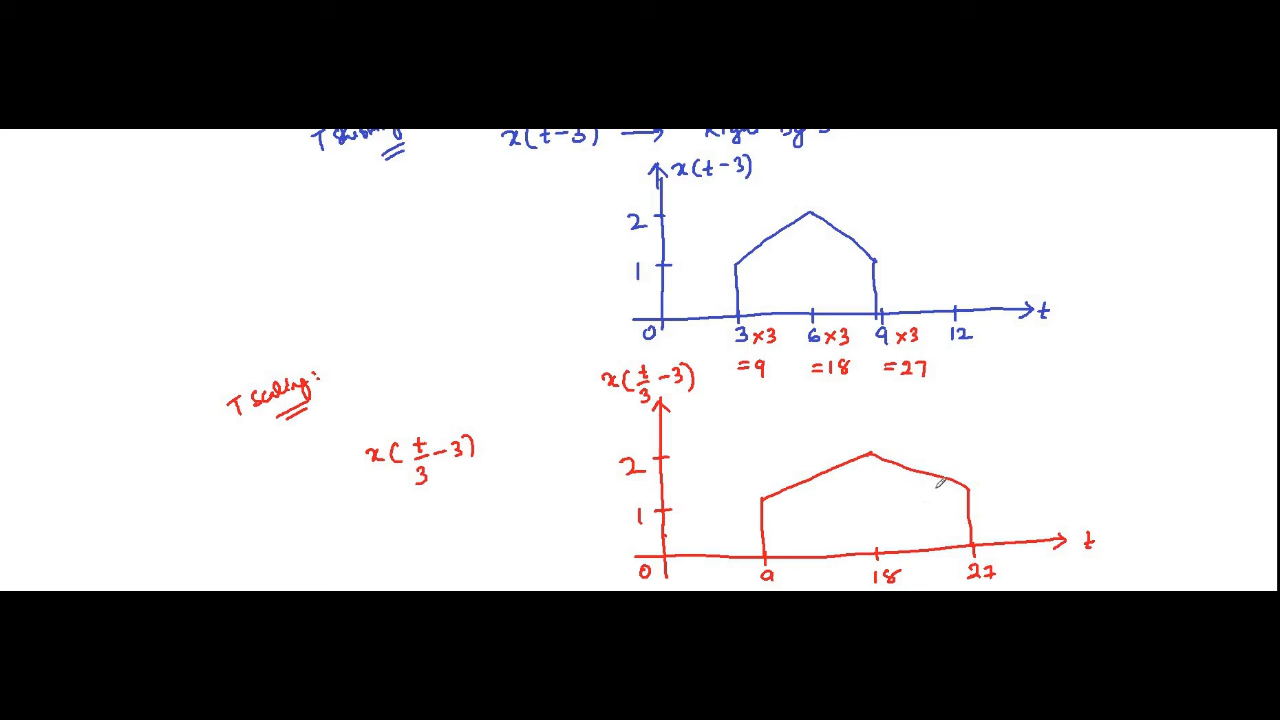 x(t-3) →
x(t-3)
2
1
0 3×3 6×3 9×3 12 t
=9 =18 =27
T scaling:
x(t/3 -3)
x(t/3 -3)
2
1
0 9 18 27 t